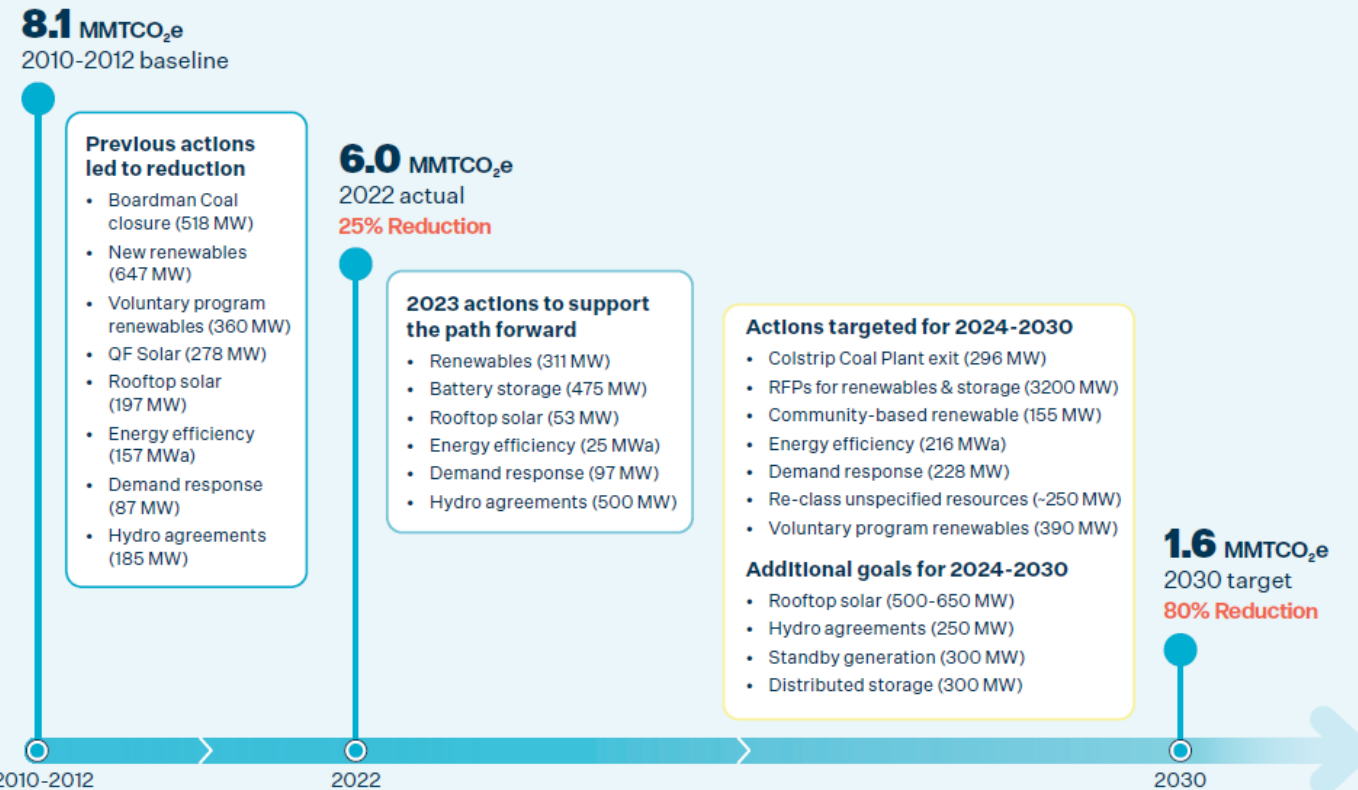 8.1 MMTCO₂e
2010-2012 baseline
Previous actions
led to reduction
• Boardman Coal
closure (518 MW)
• New renewables
(647 MW)
• Voluntary program
renewables (360 MW)
• QF Solar (278 MW)
• Rooftop solar
(197 MW)
• Energy efficiency
(157 MWa)
• Demand response
(87 MW)
• Hydro agreements
(185 MW)
6.0 MMTCO₂e
2022 actual
25% Reduction
2023 actions to support
the path forward
• Renewables (311 MW)
• Battery storage (475 MW)
• Rooftop solar (53 MW)
• Energy efficiency (25 MWa)
• Demand response (97 MW)
• Hydro agreements (500 MW)
Actions targeted for 2024-2030
• Colstrip Coal Plant exit (296 MW)
• RFPs for renewables & storage (3200 MW)
• Community-based renewable (155 MW)
• Energy efficiency (216 MWa)
• Demand response (228 MW)
• Re-class unspecified resources (~250 MW)
• Voluntary program renewables (390 MW)
Additional goals for 2024-2030
• Rooftop solar (500-650 MW)
• Hydro agreements (250 MW)
• Standby generation (300 MW)
• Distributed storage (300 MW)
1.6 MMTCO₂e
2030 target
80% Reduction
2010-2012
2022
2030